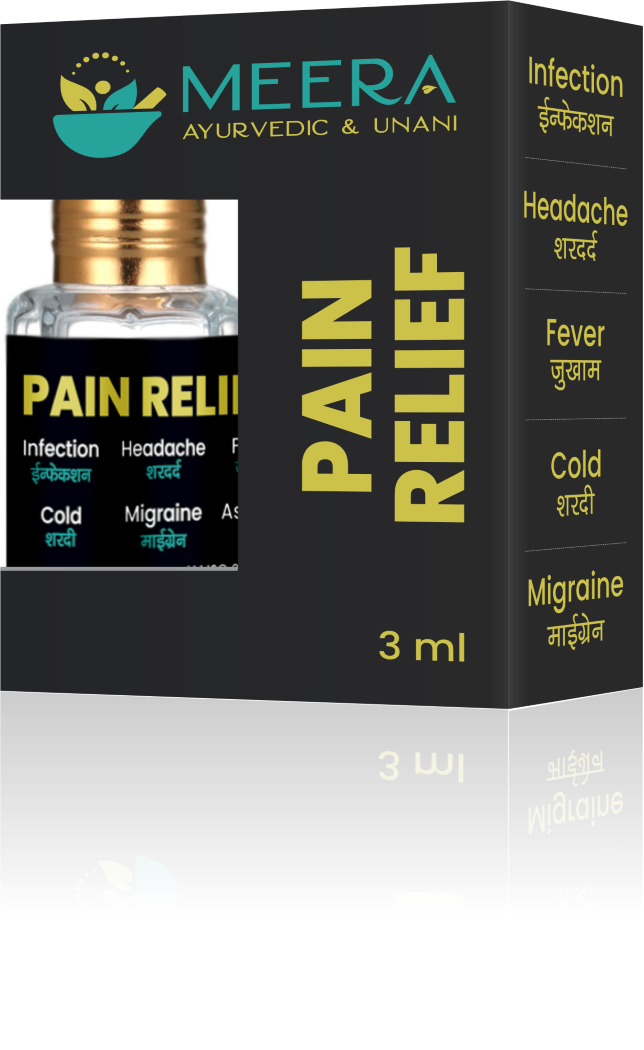 MEERA
AYURVEDIC & UNANI
PAIN
RELIEF
3 ml
PAIN RELI
Infection
ईन्फेकशन
Headache
शरदर्द
Cold
शरदी
Migraine
माईग्रेन
Infection
ईन्फेकशन
Headache
शरदर्द
Fever
जुखाम
Cold
शरदी
Migraine
माईग्रेन